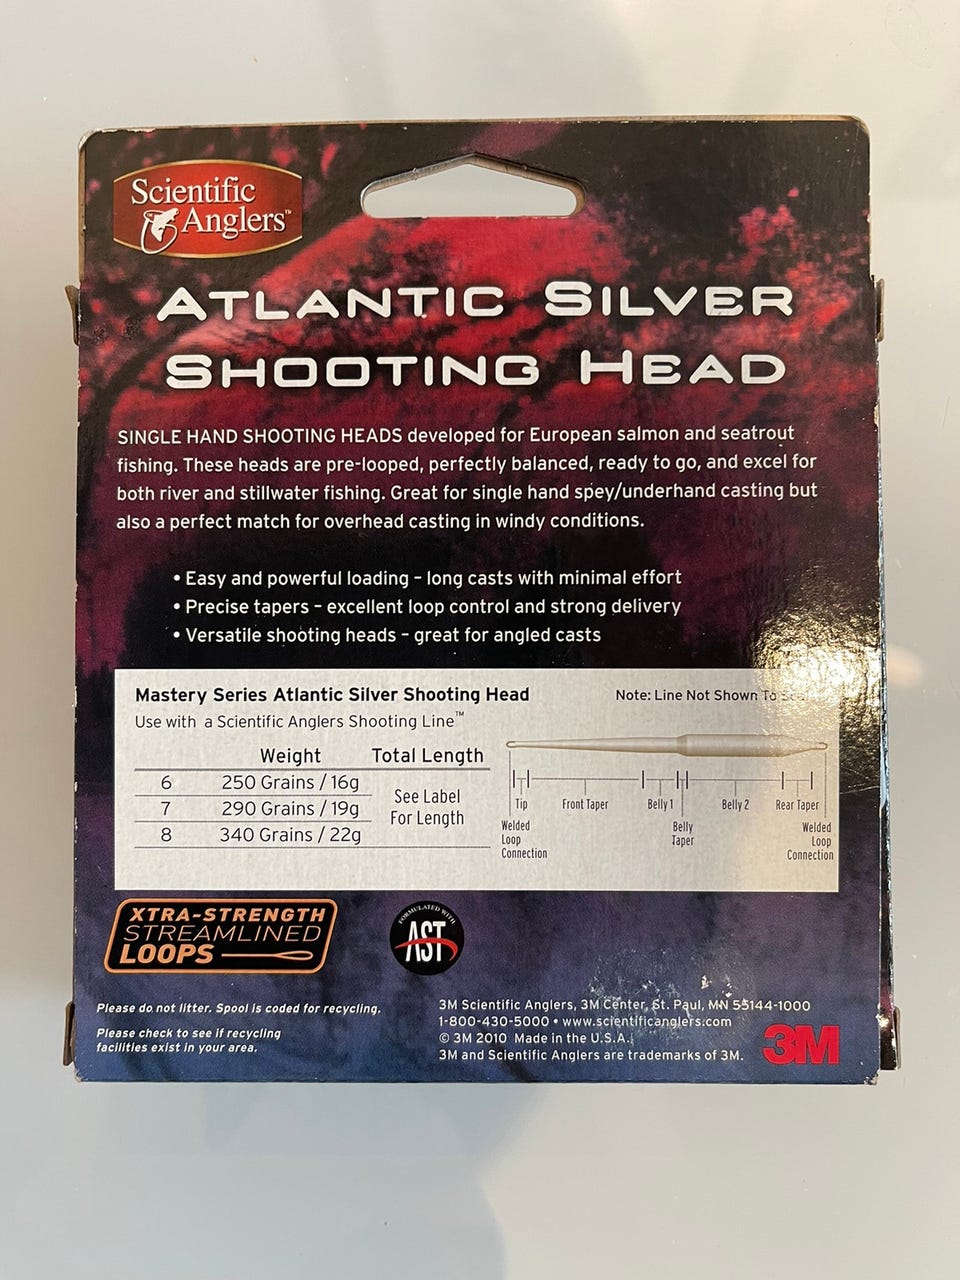 Scientific
Anglers™
ATLANTIC SILVER
SHOOTING HEAD
SINGLE HAND SHOOTING HEADS developed for European salmon and seatrout
fishing. These heads are pre-looped, perfectly balanced, ready to go, and excel for
both river and stillwater fishing. Great for single hand spey/underhand casting but
also a perfect match for overhead casting in windy conditions.
• Easy and powerful loading – long casts with minimal effort
• Precise tapers – excellent loop control and strong delivery
• Versatile shooting heads – great for angled casts
Mastery Series Atlantic Silver Shooting Head
Note: Line Not Shown To
Use with a Scientific Anglers Shooting Line™
Weight Total Length
6 250 Grains / 16g
7 290 Grains / 19g
8 340 Grains / 22g
See Label
For Length
Tip Front Taper Belly 1 Belly 2 Rear Taper
Welded
Loop
Connection
Belly
Taper
Welded
Loop
Connection
XTRA-STRENGTH
STREAMLINED
LOOPS
FORMULATED WITH
AST
Please do not litter. Spool is coded for recycling.
Please check to see if recycling
facilities exist in your area.
3M Scientific Anglers, 3M Center, St. Paul, MN 55144-1000
1-800-430-5000 • www.scientificanglers.com
© 3M 2010 Made in the U.S.A.
3M and Scientific Anglers are trademarks of 3M.
3M